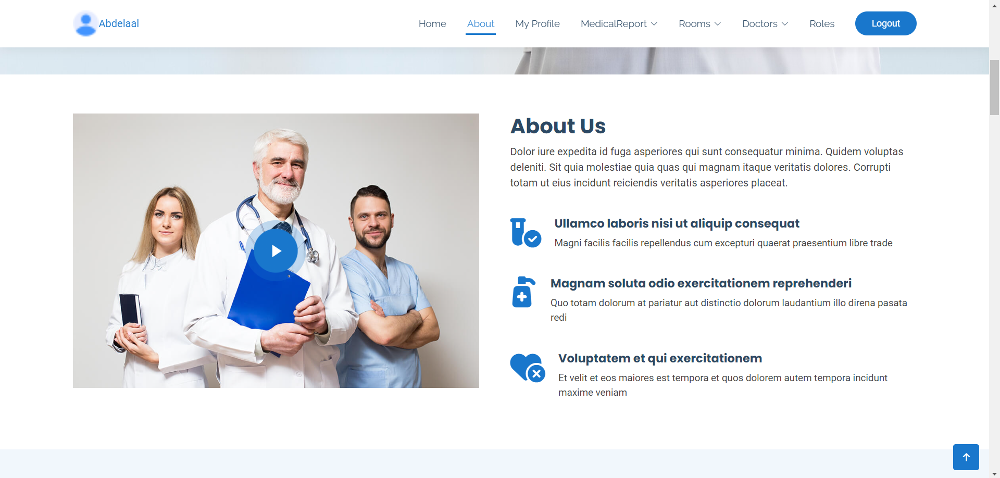 Abdelaal
Home About My Profile MedicalReport Rooms Doctors Roles Logout
About Us
Dolor iure expedita id fuga asperiores qui sunt consequatur minima. Quidem voluptas
deleniti. Sit quia molestiae quia quas qui magnam itaque veritatis dolores. Corrupti
totam ut eius incidunt reiciendis veritatis asperiores placeat.
Ullamco laboris nisi ut aliquip consequat
Magni facilis facilis repellendus cum excepturi quaerat praesentium libre trade
Magnam soluta odio exercitationem reprehenderi
Quo totam dolorum at pariatur aut distinctio dolorum laudantium illo direna pasata
redi
Voluptatem et qui exercitationem
Et velit et eos maiores est tempora et quos dolorem autem tempora incidunt
maxime veniam